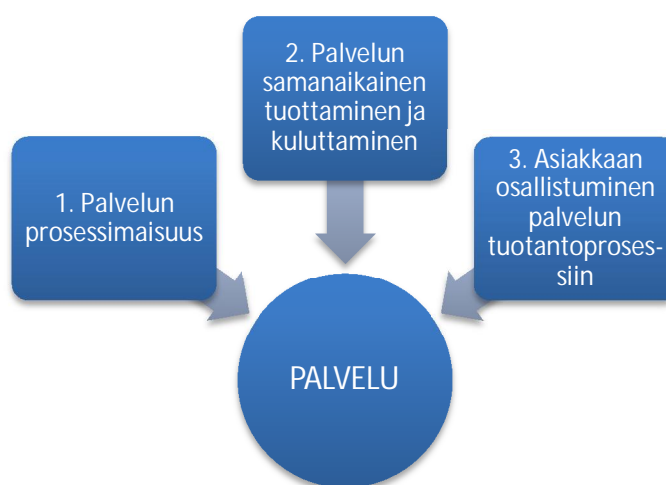 1. Palvelun
prosessimaisuus
2. Palvelun
samanaikainen
tuottaminen ja
kuluttaminen
3. Asiakkaan
osallistuminen
palvelun
tuotantoproses-
siin
PALVELU